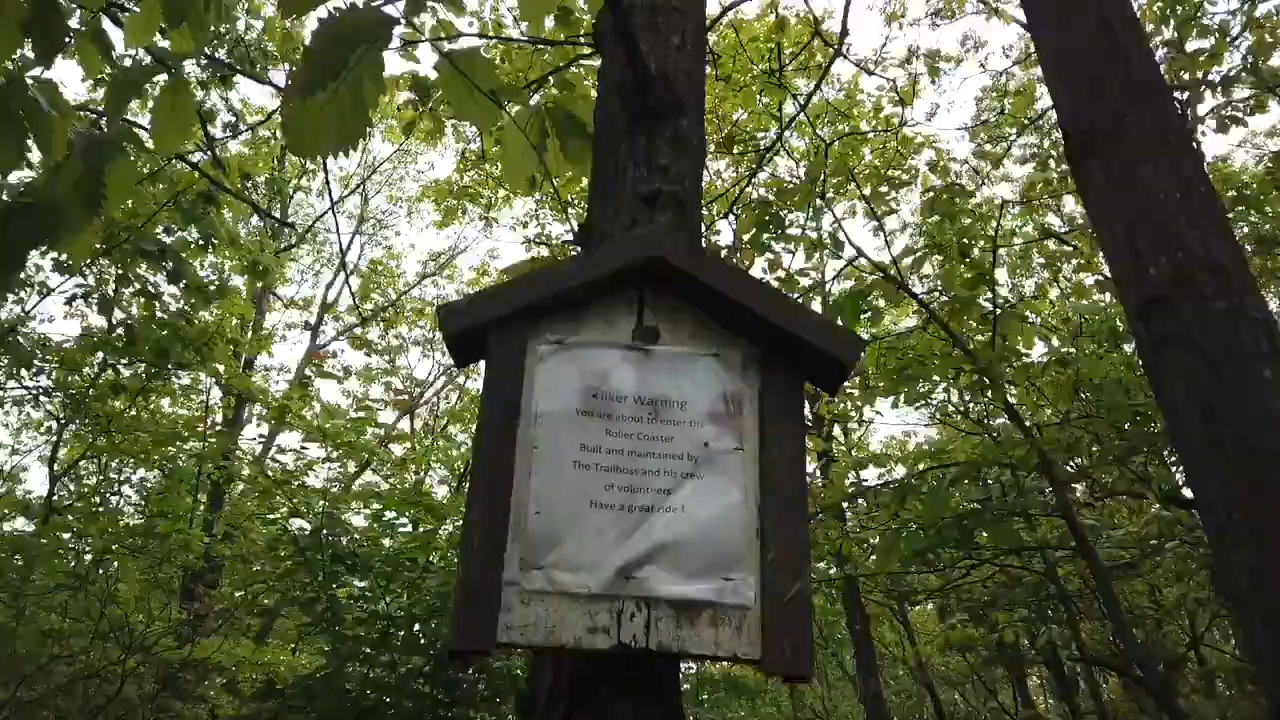 Hiker Warning
You are about to enter the
Roller Coaster
Built and maintained by
The Trailboss and his crew
of volunteers
Have a great ride !